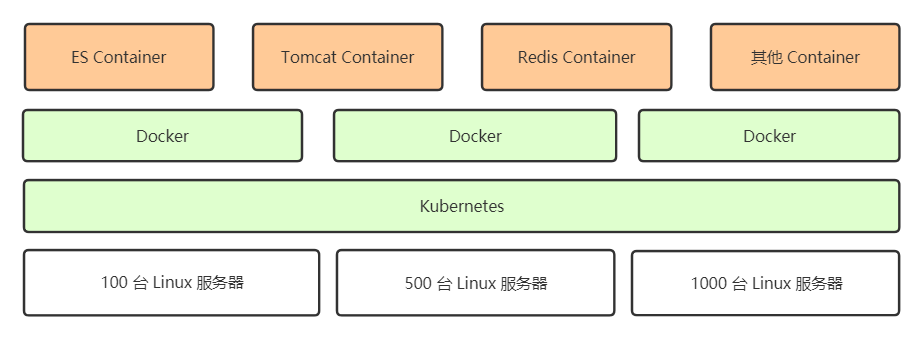 ES Container
Tomcat Container
Redis Container
其他 Container
Docker
Docker
Docker
Kubernetes
100 台 Linux 服务器
500 台 Linux 服务器
1000 台 Linux 服务器